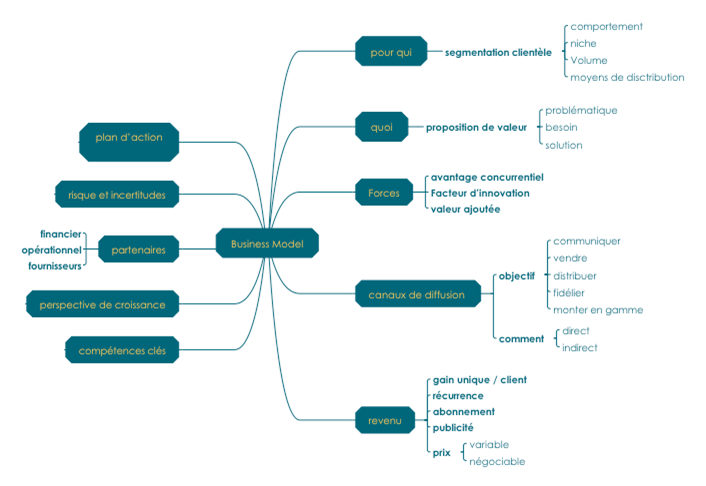 pour qui
segmentation clientèle
comportement
niche
Volume
moyens de disctribution
quoi
proposition de valeur
problématique
besoin
solution
Forces
avantage concurrentiel
Facteur d'innovation
valeur ajoutée
canaux de diffusion
objectif
communiquer
vendre
distribuer
fidélier
monter en gamme
comment
direct
indirect
revenu
gain unique / client
récurrence
abonnement
publicité
prix
variable
négociable
Business Model
plan d'action
risque et incertitudes
partenaires
financier
opérationnel
fournisseurs
perspective de croissance
compétences clés